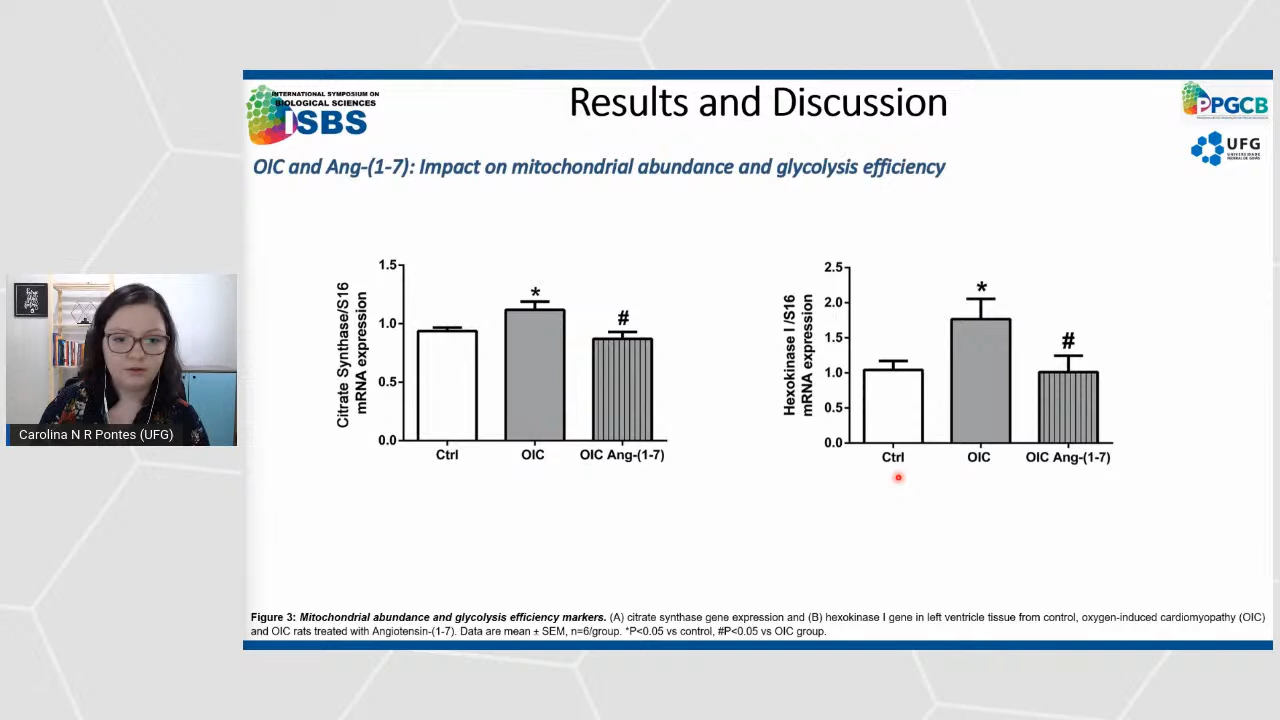 INTERNATIONAL SYMPOSIUM ON
BIOLOGICAL SCIENCES
ISBS
Results and Discussion
PPGCB
UFG
UNIVERSIDADE
FEDERAL DE GOIÁS
OIC and Ang-(1-7): Impact on mitochondrial abundance and glycolysis efficiency
Citrate Synthase/S16
mRNA expression
1.5
1.0
0.5
0.0
*
#
Ctrl
OIC
OIC Ang-(1-7)
Hexokinase I /S16
mRNA expression
2.5
2.0
1.5
1.0
0.5
0.0
*
#
Ctrl
OIC
OIC Ang-(1-7)
Carolina N R Pontes (UFG)
Figure 3: Mitochondrial abundance and glycolysis efficiency markers. (A) citrate synthase gene expression and (B) hexokinase I gene in left ventricle tissue from control, oxygen-induced cardiomyopathy (OIC)
and OIC rats treated with Angiotensin-(1-7). Data are mean ± SEM, n=6/group. *P<0.05 vs control, #P<0.05 vs OIC group.